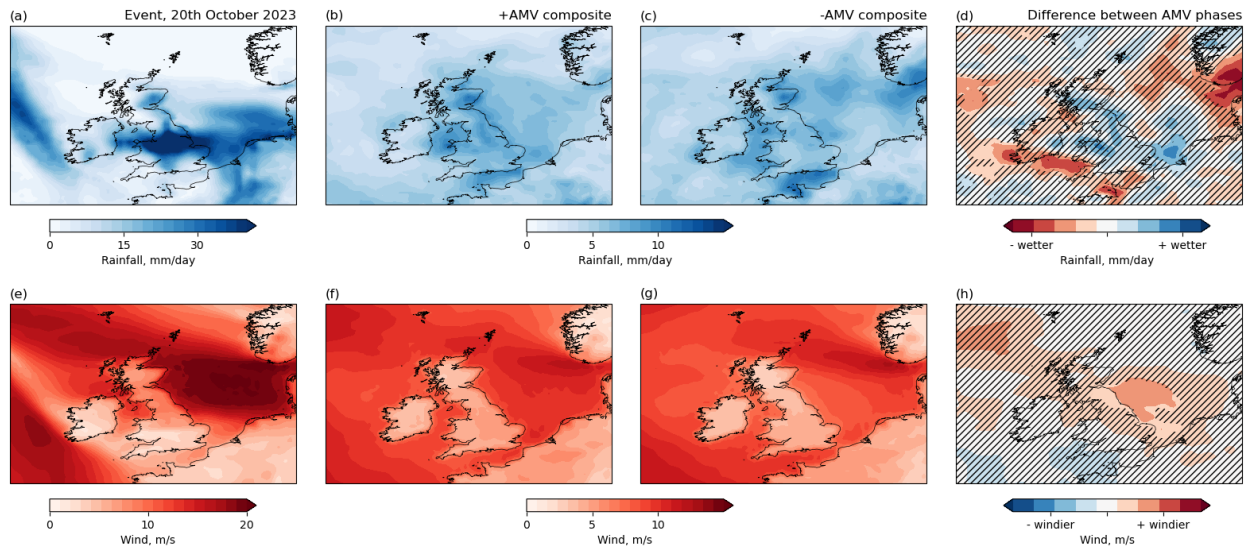 (a) Event, 20th October 2023
(b) +AMV composite
(c) -AMV composite
(d) Difference between AMV phases
0 15 30
Rainfall, mm/day
0 5 10
Rainfall, mm/day
- wetter + wetter
Rainfall, mm/day
(e)
(f)
(g)
(h)
0 10 20
Wind, m/s
0 5 10
Wind, m/s
- windier + windier
Wind, m/s